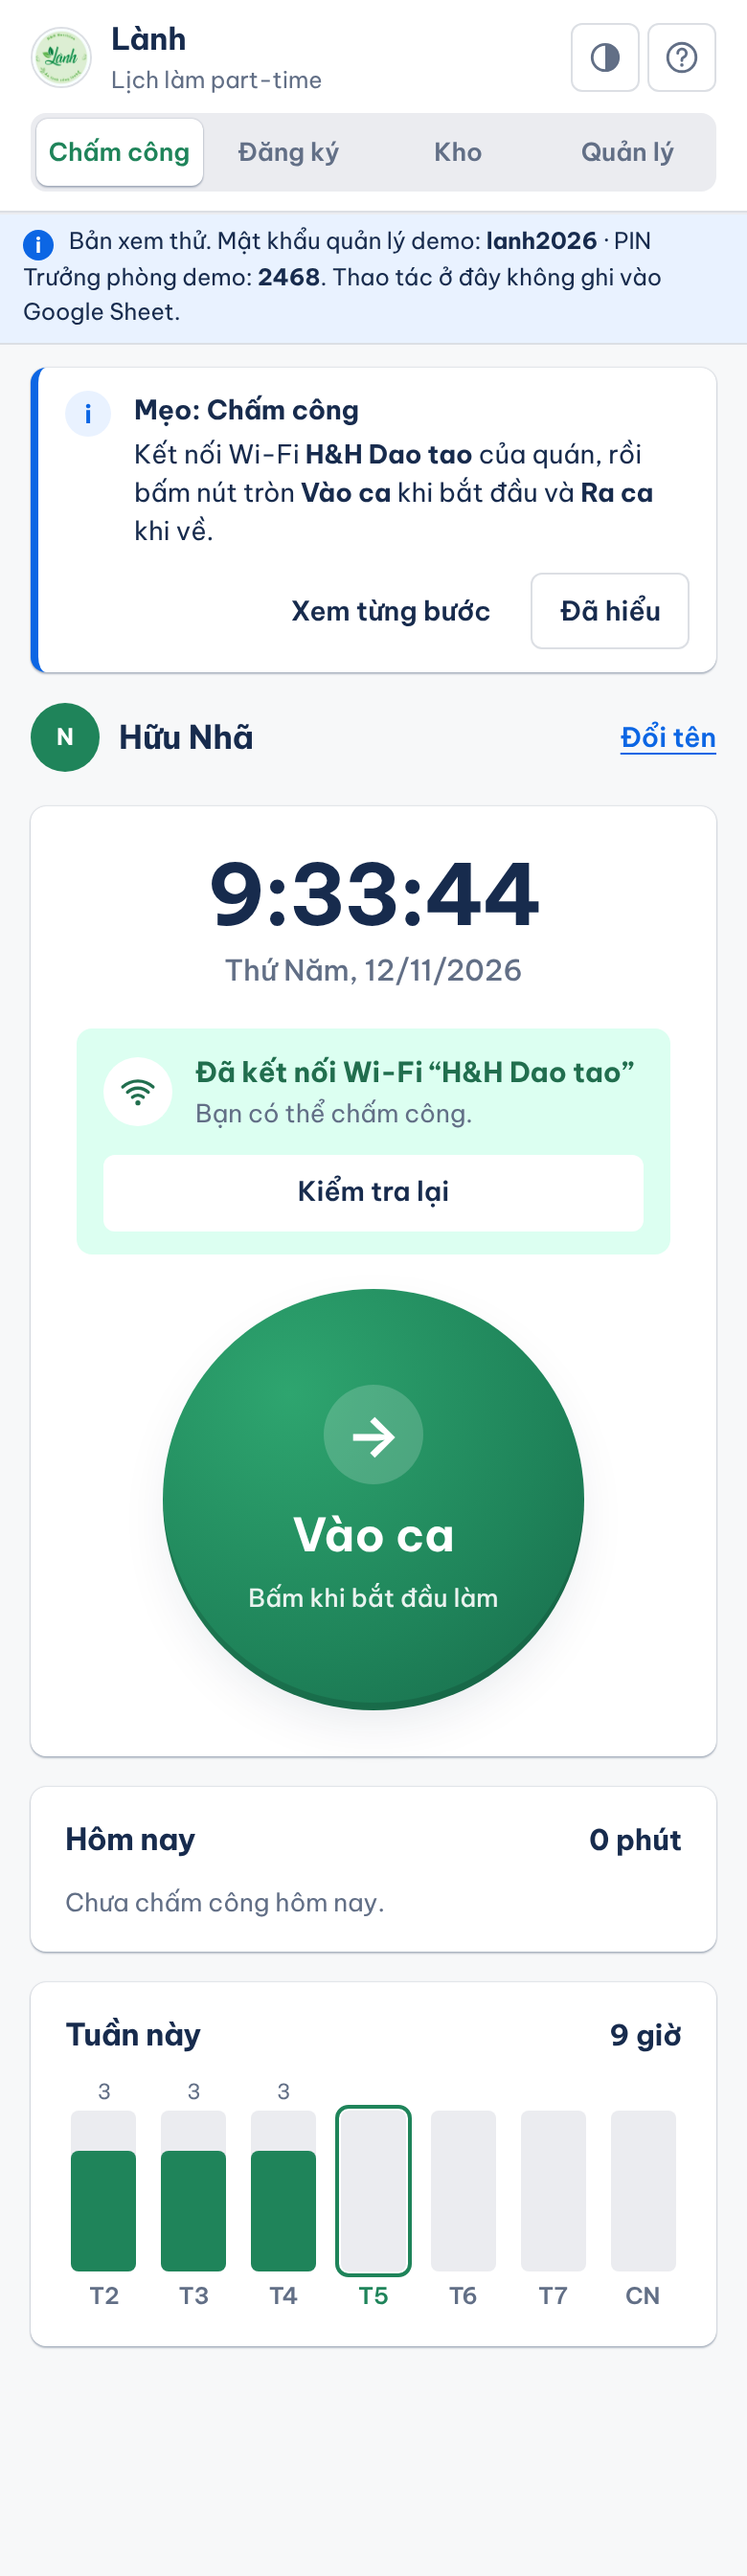 Lành
Lành
Lịch làm part-time
Chấm công
Đăng ký
Kho
Quản lý
i Bản xem thử. Mật khẩu quản lý demo: lanh2026 · PIN
Trưởng phòng demo: 2468. Thao tác ở đây không ghi vào
Google Sheet.
i
Mẹo: Chấm công
Kết nối Wi-Fi H&H Dao tao của quán, rồi
bấm nút tròn Vào ca khi bắt đầu và Ra ca
khi về.
Xem từng bước
Đã hiểu
N
Hữu Nhã
Đổi tên
9:33:44
Thứ Năm, 12/11/2026
Đã kết nối Wi-Fi “H&H Dao tao”
Bạn có thể chấm công.
Kiểm tra lại
Vào ca
Bấm khi bắt đầu làm
Hôm nay
0 phút
Chưa chấm công hôm nay.
Tuần này
9 giờ
3 3 3
T2 T3 T4 T5 T6 T7 CN